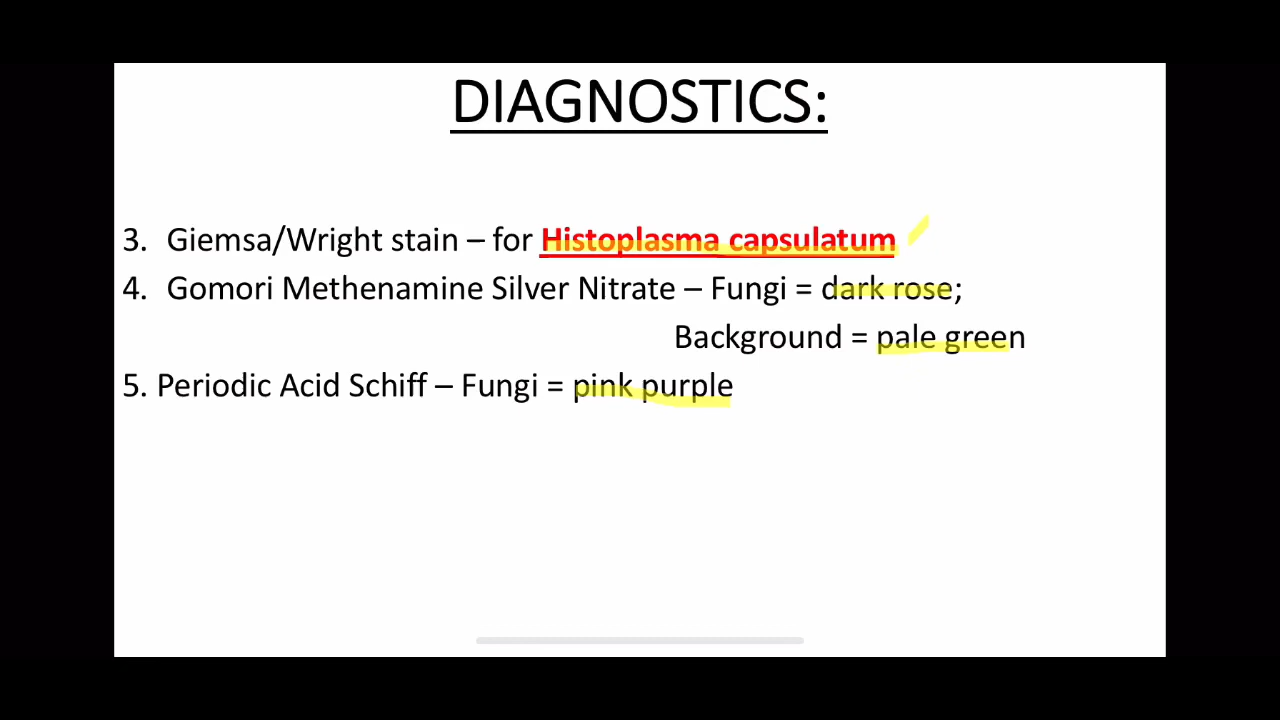 DIAGNOSTICS:
3. Giemsa/Wright stain – for Histoplasma capsulatum
4. Gomori Methenamine Silver Nitrate – Fungi = dark rose;
Background = pale green
5. Periodic Acid Schiff – Fungi = pink purple